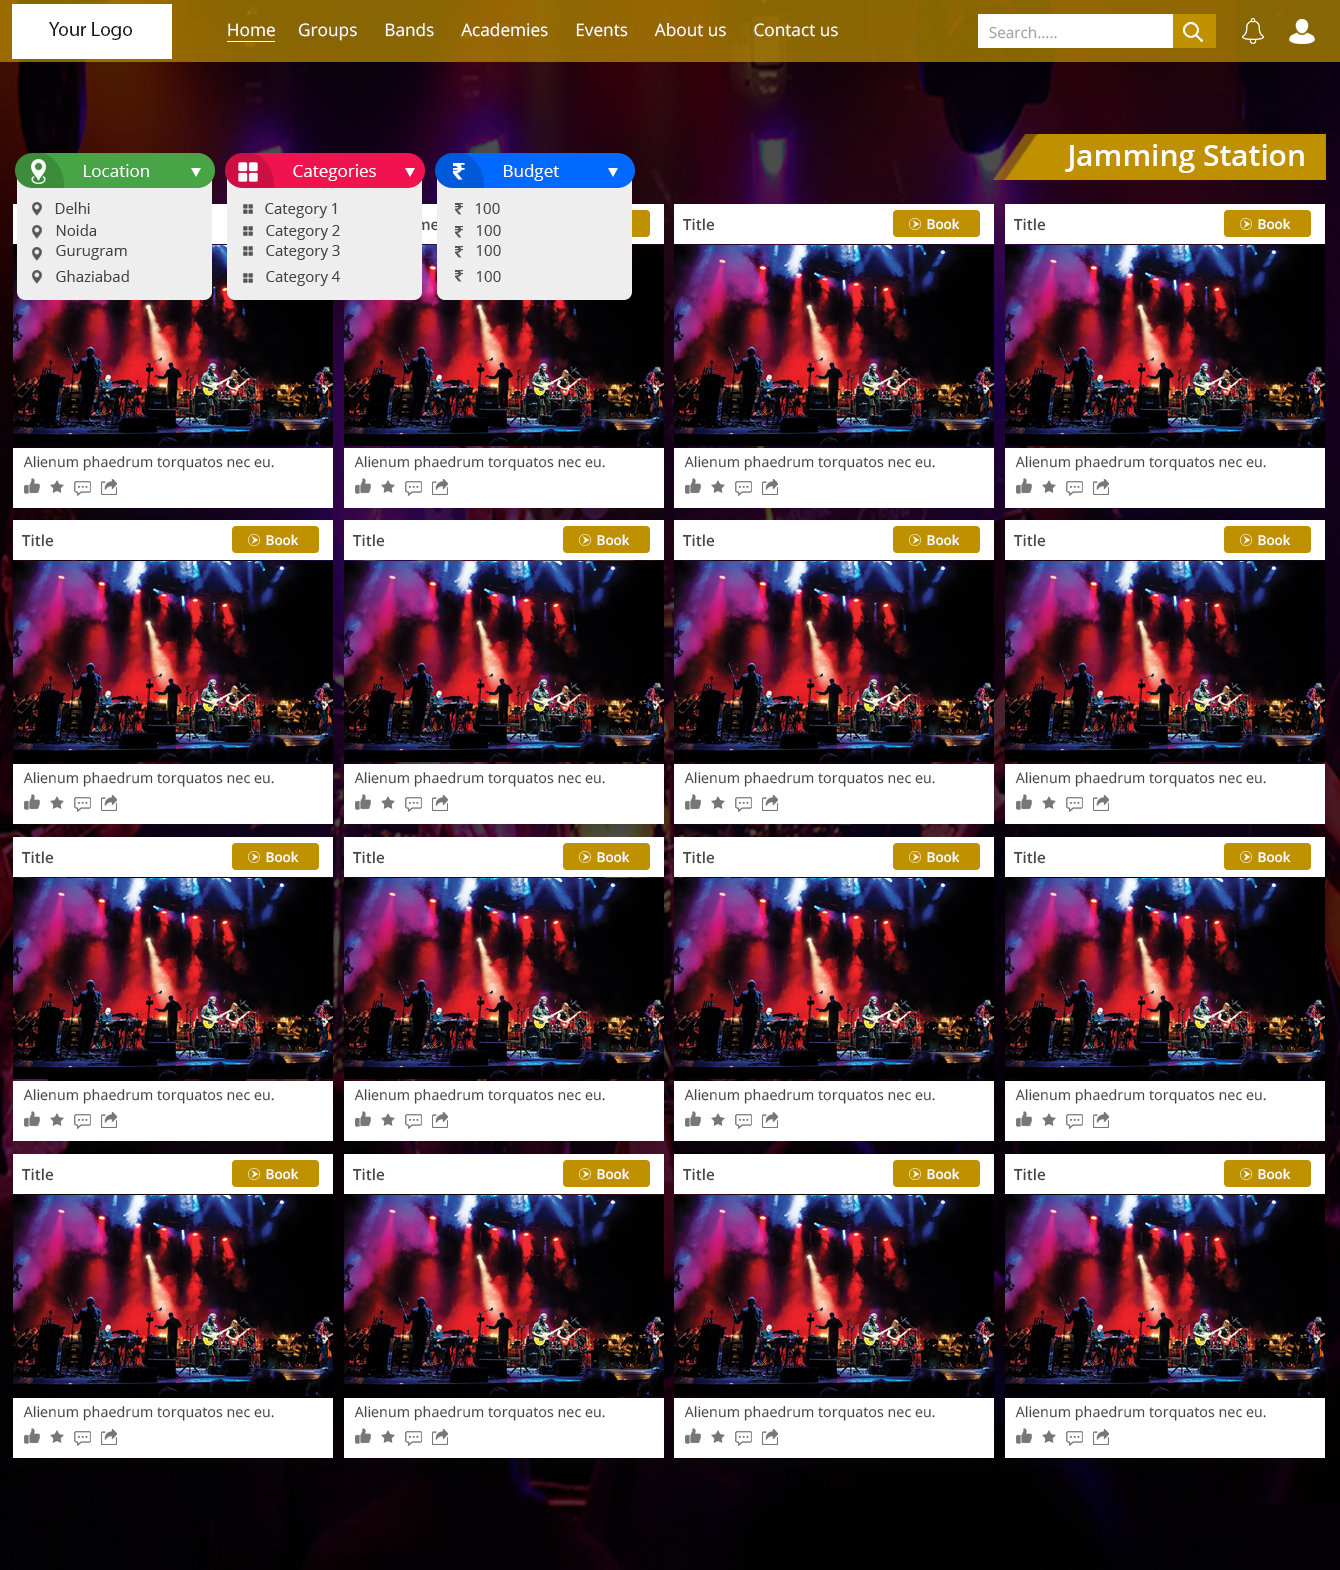 Your Logo
Home Groups Bands Academies Events About us Contact us
Search.....
Jamming Station
Location
Categories
₹ Budget
Delhi
Noida
Gurugram
Ghaziabad
Category 1
Category 2
Category 3
Category 4
₹ 100
₹ 100
₹ 100
₹ 100
me
Title Book
Title Book
Alienum phaedrum torquatos nec eu.
Alienum phaedrum torquatos nec eu.
Alienum phaedrum torquatos nec eu.
Alienum phaedrum torquatos nec eu.
Title Book
Title Book
Title Book
Title Book
Alienum phaedrum torquatos nec eu.
Alienum phaedrum torquatos nec eu.
Alienum phaedrum torquatos nec eu.
Alienum phaedrum torquatos nec eu.
Title Book
Title Book
Title Book
Title Book
Alienum phaedrum torquatos nec eu.
Alienum phaedrum torquatos nec eu.
Alienum phaedrum torquatos nec eu.
Alienum phaedrum torquatos nec eu.
Title Book
Title Book
Title Book
Title Book
Alienum phaedrum torquatos nec eu.
Alienum phaedrum torquatos nec eu.
Alienum phaedrum torquatos nec eu.
Alienum phaedrum torquatos nec eu.